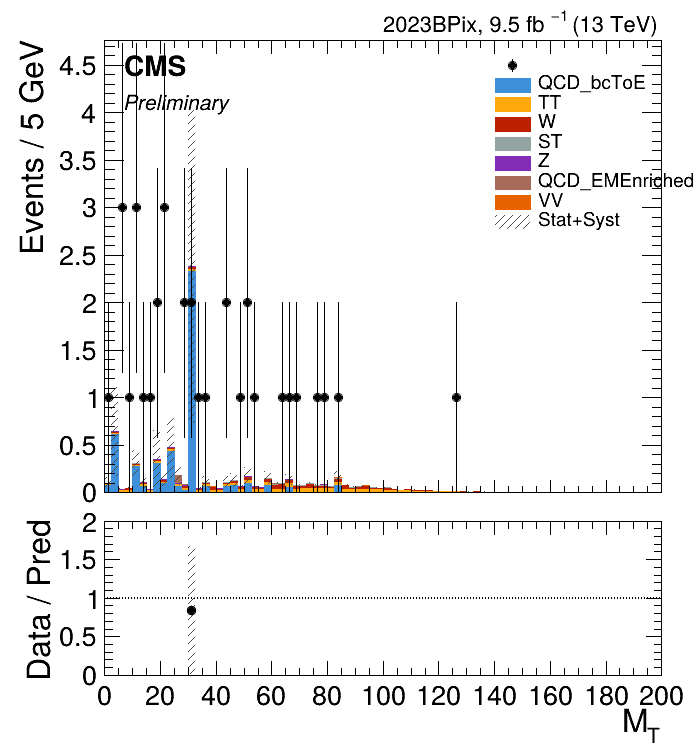 2023BPix, 9.5 fb −1 (13 TeV)
Events / 5 GeV
CMS
Preliminary
QCD_bcToE
TT
W
ST
Z
QCD_EMEnriched
VV
Stat+Syst
4.5
4
3.5
3
2.5
2
1.5
1
0.5
0
Data / Pred
2
1.5
1
0.5
0
0 20 40 60 80 100 120 140 160 180 200
M_T